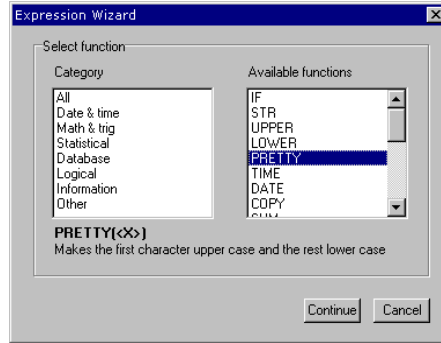 Expression Wizard
Select function
Category
All
Date & time
Math & trig
Statistical
Database
Logical
Information
Other
Available functions
IF
STR
UPPER
LOWER
PRETTY
TIME
DATE
COPY
SUM
PRETTY(<X>)
Makes the first character upper case and the rest lower case
Continue
Cancel